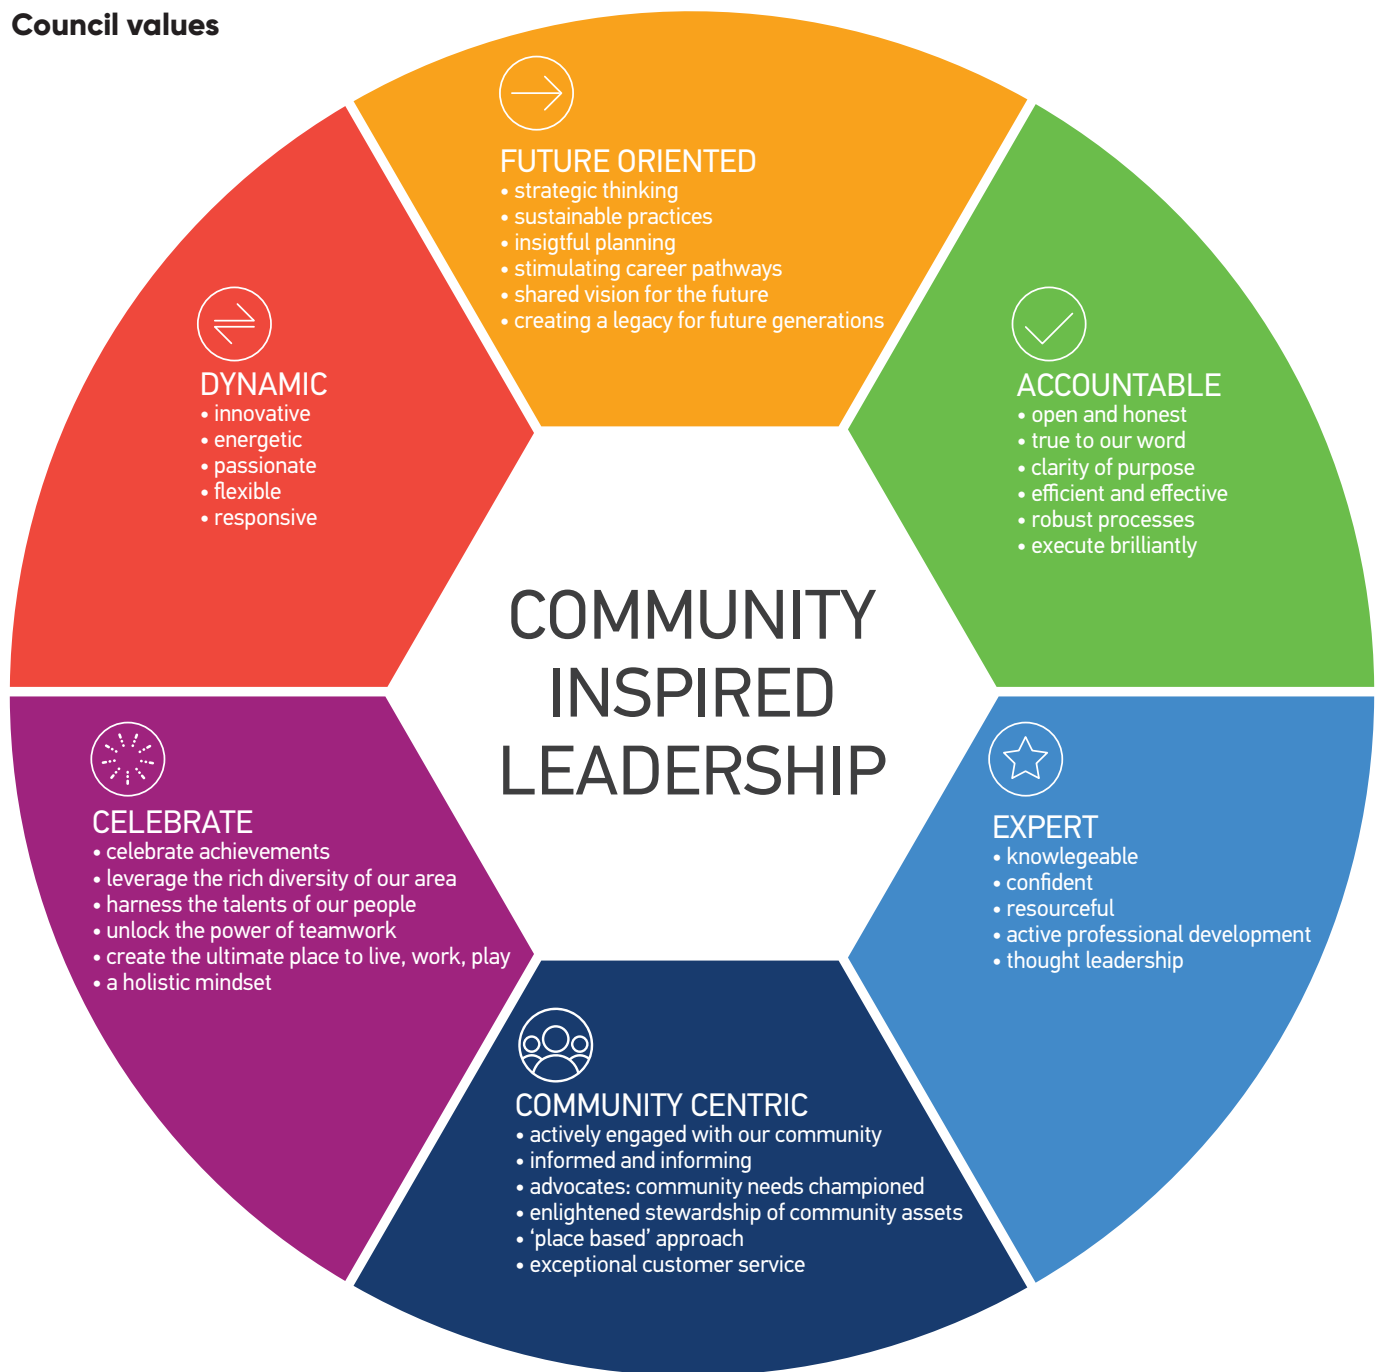 Council values
FUTURE ORIENTED
• strategic thinking
• sustainable practices
• insigtful planning
• stimulating career pathways
• shared vision for the future
• creating a legacy for future generations
DYNAMIC
• innovative
• energetic
• passionate
• flexible
• responsive
ACCOUNTABLE
• open and honest
• true to our word
• clarity of purpose
• efficient and effective
• robust processes
• execute brilliantly
COMMUNITY
INSPIRED
LEADERSHIP
CELEBRATE
• celebrate achievements
• leverage the rich diversity of our area
• harness the talents of our people
• unlock the power of teamwork
• create the ultimate place to live, work, play
• a holistic mindset
EXPERT
• knowlegeable
• confident
• resourceful
• active professional development
• thought leadership
COMMUNITY CENTRIC
• actively engaged with our community
• informed and informing
• advocates: community needs championed
• enlightened stewardship of community assets
• ‘place based’ approach
• exceptional customer service